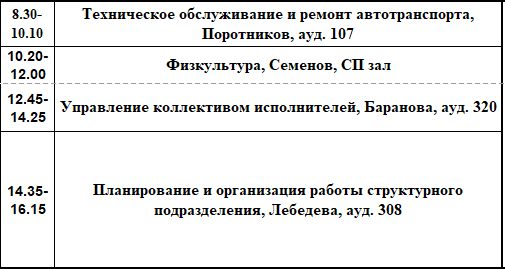 8.30-
10.10
Техническое обслуживание и ремонт автотранспорта,
Поротников, ауд. 107
10.20-
12.00
Физкультура, Семенов, СП зал
12.45-
14.25
Управление коллективом исполнителей, Баранова, ауд. 320
14.35-
16.15
Планирование и организация работы структурного
подразделения, Лебедева, ауд. 308